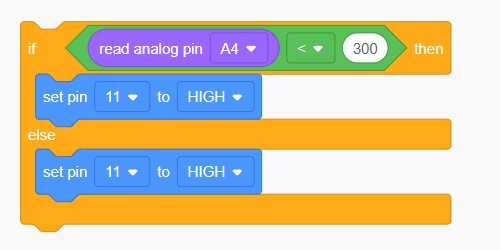 if read analog pin A4 < 300 then
set pin 11 to HIGH
else
set pin 11 to HIGH